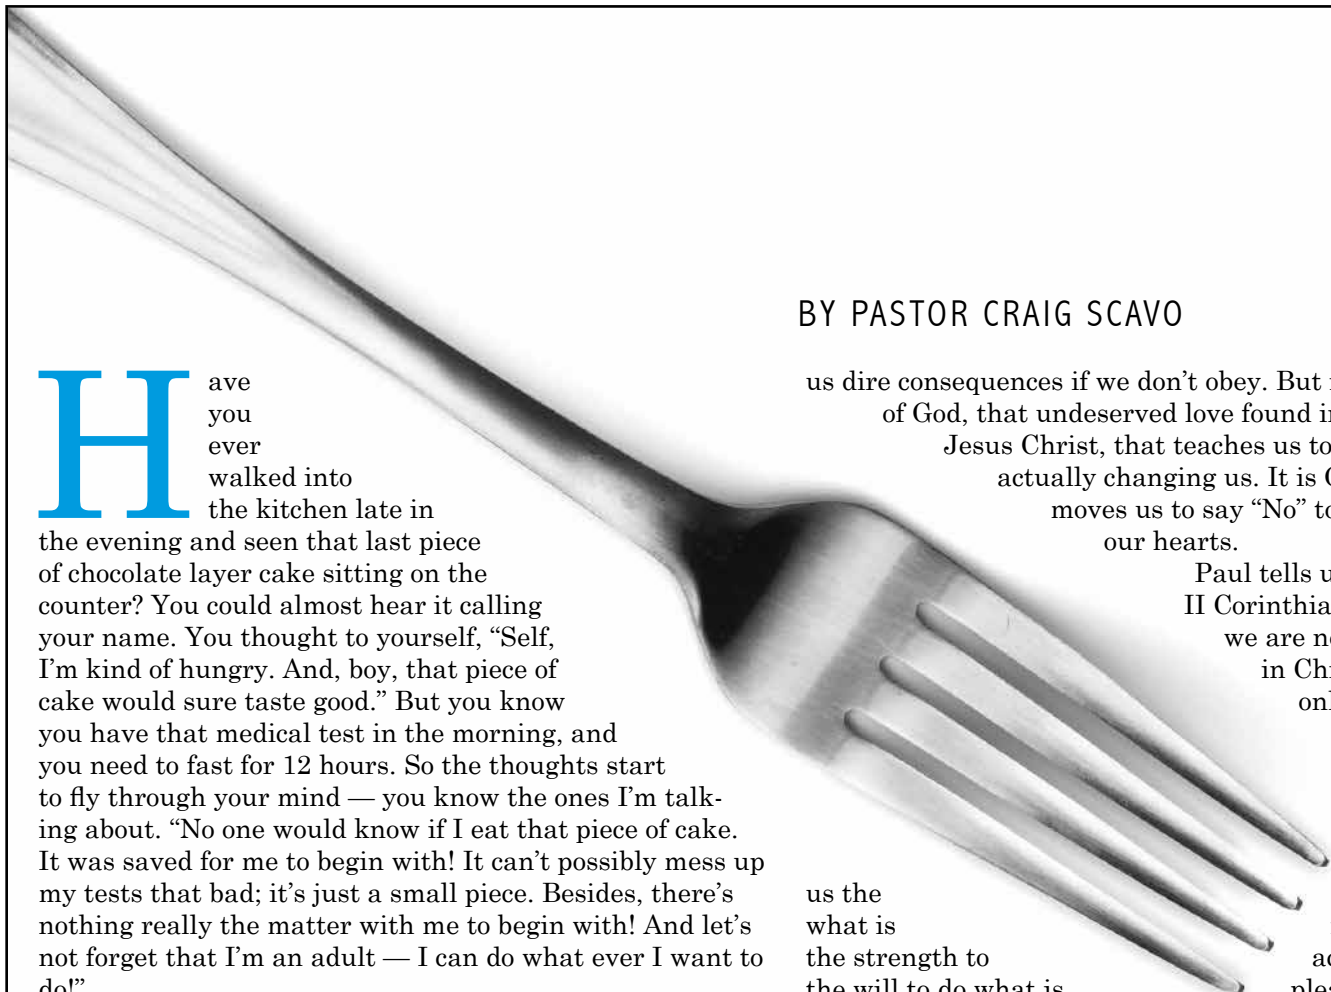 BY PASTOR CRAIG SCAVO
Have
you
ever
walked into
the kitchen late in
the evening and seen that last piece
of chocolate layer cake sitting on the
counter? You could almost hear it calling
your name. You thought to yourself, “Self,
I’m kind of hungry. And, boy, that piece of
cake would sure taste good.” But you know
you have that medical test in the morning, and
you need to fast for 12 hours. So the thoughts start
to fly through your mind — you know the ones I’m talk-
ing about. “No one would know if I eat that piece of cake.
It was saved for me to begin with! It can’t possibly mess up
my tests that bad; it’s just a small piece. Besides, there’s
nothing really the matter with me to begin with! And let’s
not forget that I’m an adult — I can do what ever I want to
do!”
us dire consequences if we don’t obey. But
of God, that undeserved love found
Jesus Christ, that teaches us to
actually changing us. It is
moves us to say “No” to
our hearts.
Paul tells
II
we are
in
us the
what is
the strength to
the will to do what is